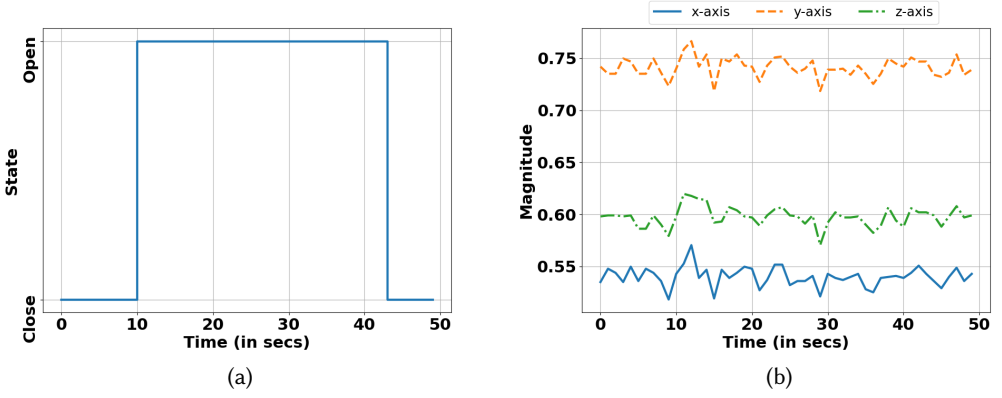 Open
State
Close
0 10 20 30 40 50
Time (in secs)
(a)
x-axis y-axis z-axis
0.75
0.70
0.65
0.60
0.55
Magnitude
0 10 20 30 40 50
Time (in secs)
(b)